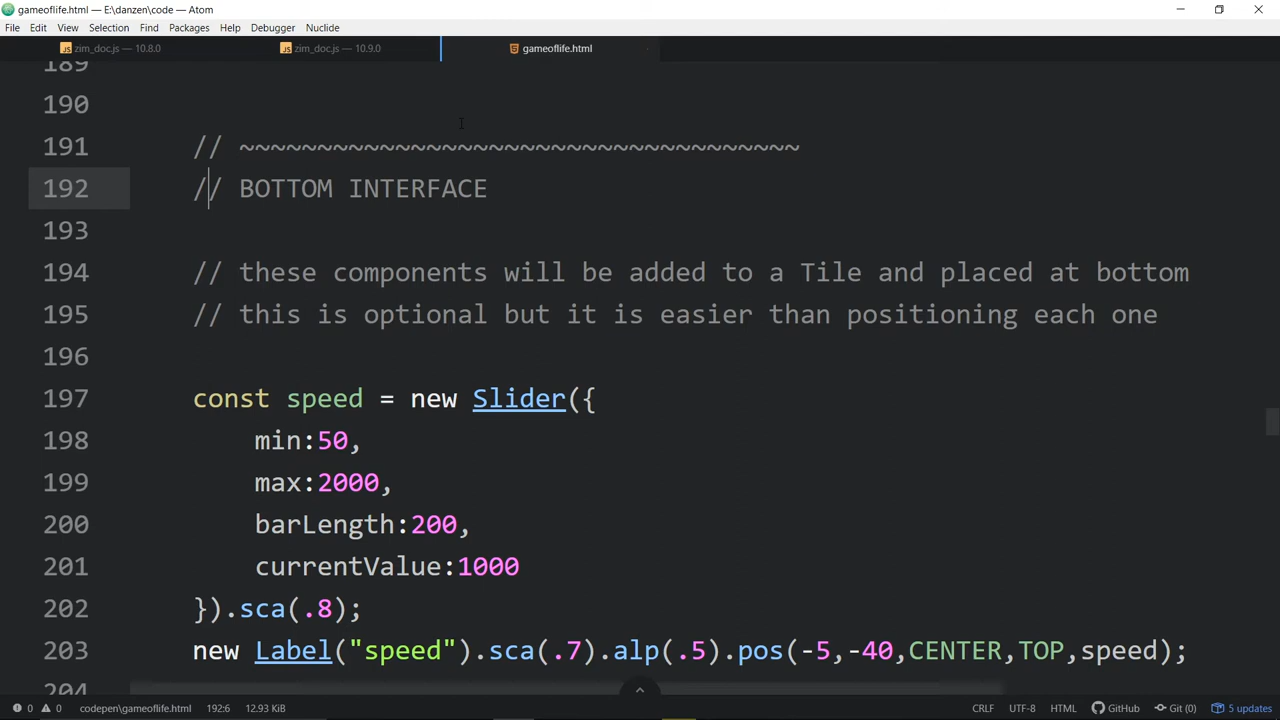 gameoflife.html — E:\danzen\code — Atom
File Edit View Selection Find Packages Help Debugger Nuclide
zim_doc.js — 10.8.0 zim_doc.js — 10.9.0 gameoflife.html
189
190
191 // ~~~~~~~~~~~~~~~~~~~~~~~~~~~~~~~~~~~~
192 // BOTTOM INTERFACE
193
194 // these components will be added to a Tile and placed at bottom
195 // this is optional but it is easier than positioning each one
196
197 const speed = new Slider({
198 min:50,
199 max:2000,
200 barLength:200,
201 currentValue:1000
202 }).sca(.8);
203 new Label("speed").sca(.7).alp(.5).pos(-5,-40,CENTER,TOP,speed);
204
0 0 codepen\gameoflife.html 192:6 12.93 KiB CRLF UTF-8 HTML GitHub Git (0) 5 updates